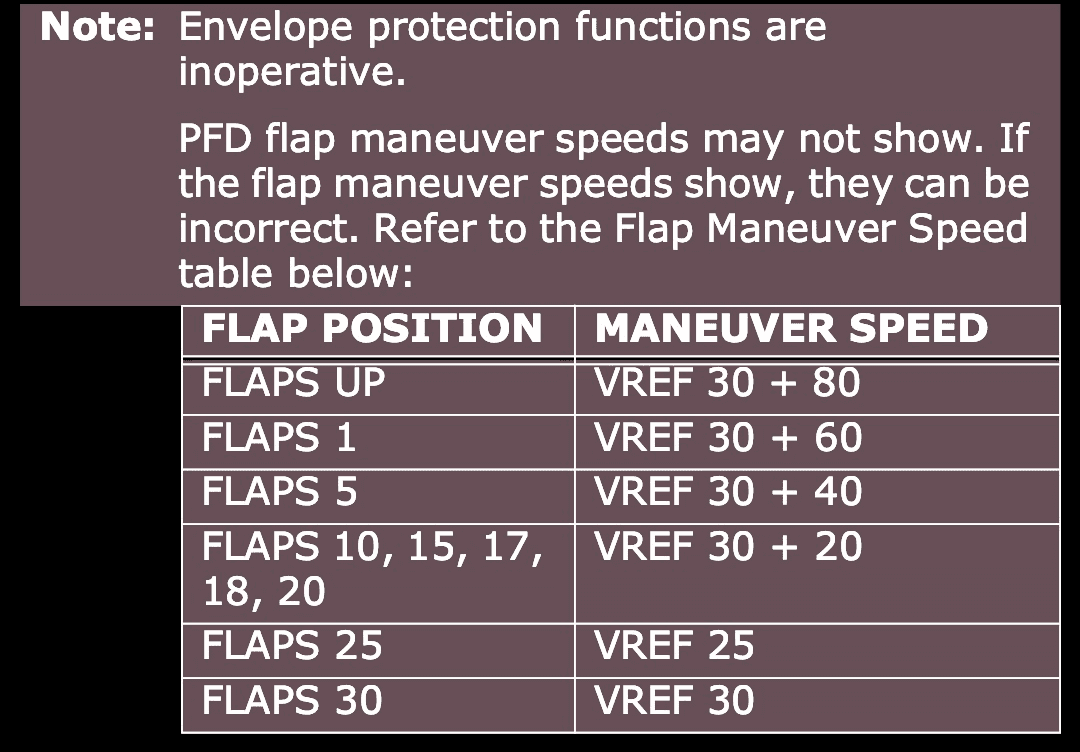 Note: Envelope protection functions are
inoperative.
PFD flap maneuver speeds may not show. If
the flap maneuver speeds show, they can be
incorrect. Refer to the Flap Maneuver Speed
table below:
FLAP POSITION MANEUVER SPEED
FLAPS UP VREF 30 + 80
FLAPS 1 VREF 30 + 60
FLAPS 5 VREF 30 + 40
FLAPS 10, 15, 17, VREF 30 + 20
18, 20
FLAPS 25 VREF 25
FLAPS 30 VREF 30